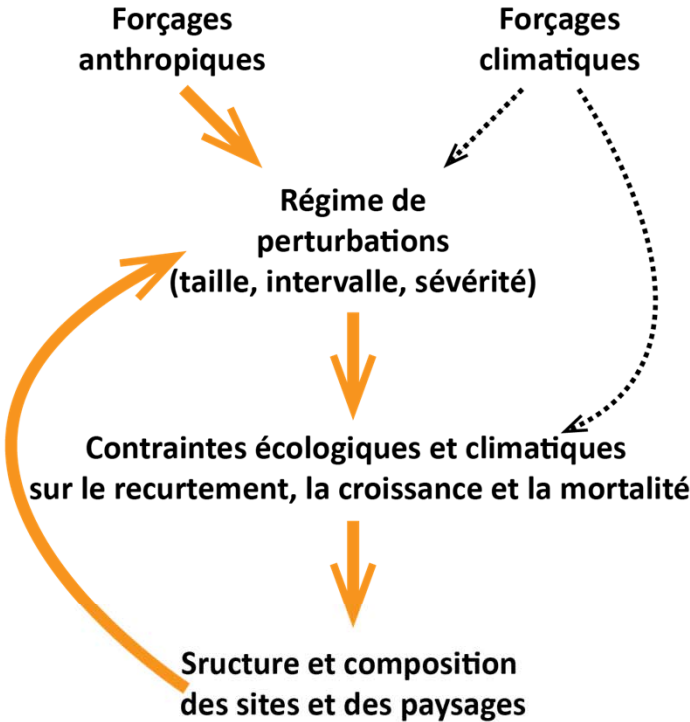 Forçages
anthropiques
Forçages
climatiques
Régime de
perturbations
(taille, intervalle, sévérité)
Contraintes écologiques et climatiques
sur le recurtement, la croissance et la mortalité
Sructure et composition
des sites et des paysages